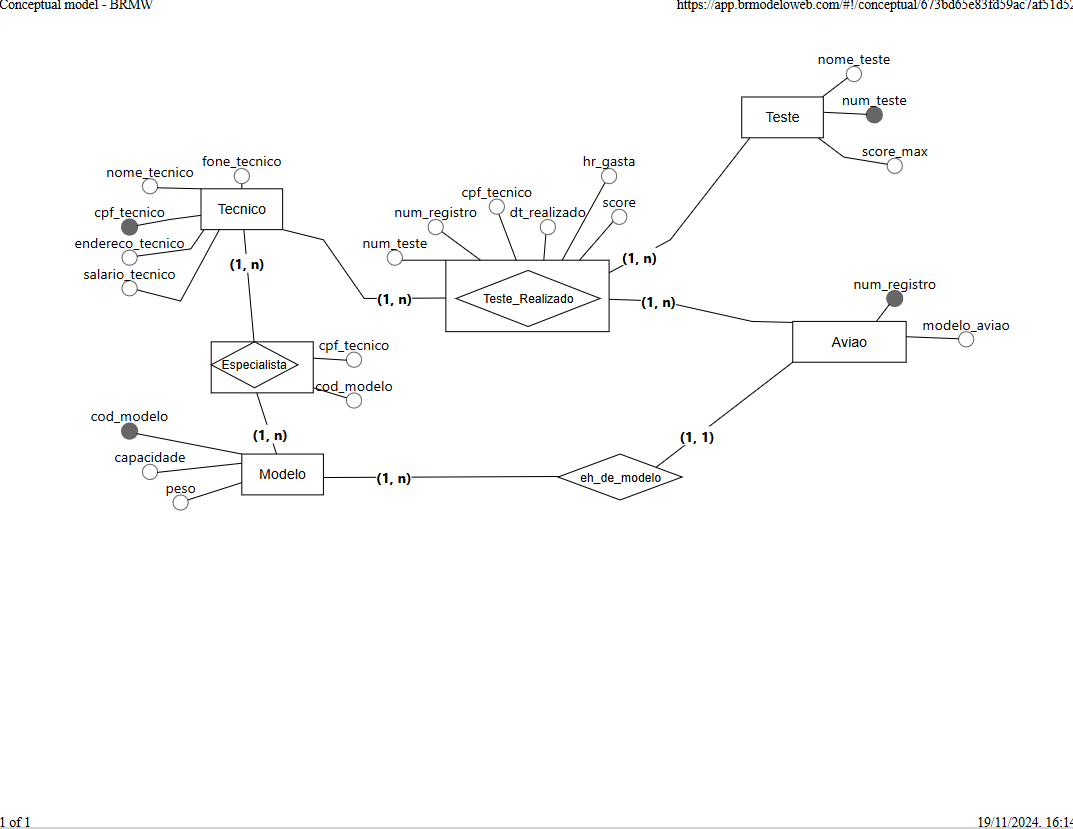 Conceptual model - BRMW
https://app.brmodeloweb.com/#!/conceptual/673bd65e83fd59ac7af51d52
nome_teste
num_teste
Teste
score_max
fone_tecnico
nome_tecnico
cpf_tecnico
Tecnico
endereco_tecnico
salario_tecnico
(1, n)
hr_gasta
cpf_tecnico
score
num_registro
dt_realizado
num_teste
(1, n)
Teste_Realizado
(1, n)
(1, n)
num_registro
modelo_aviao
Aviao
Especialista
cpf_tecnico
cod_modelo
cod_modelo
(1, n)
capacidade
Modelo
peso
(1, n)
eh_de_modelo
(1, 1)
1 of 1
19/11/2024, 16:14